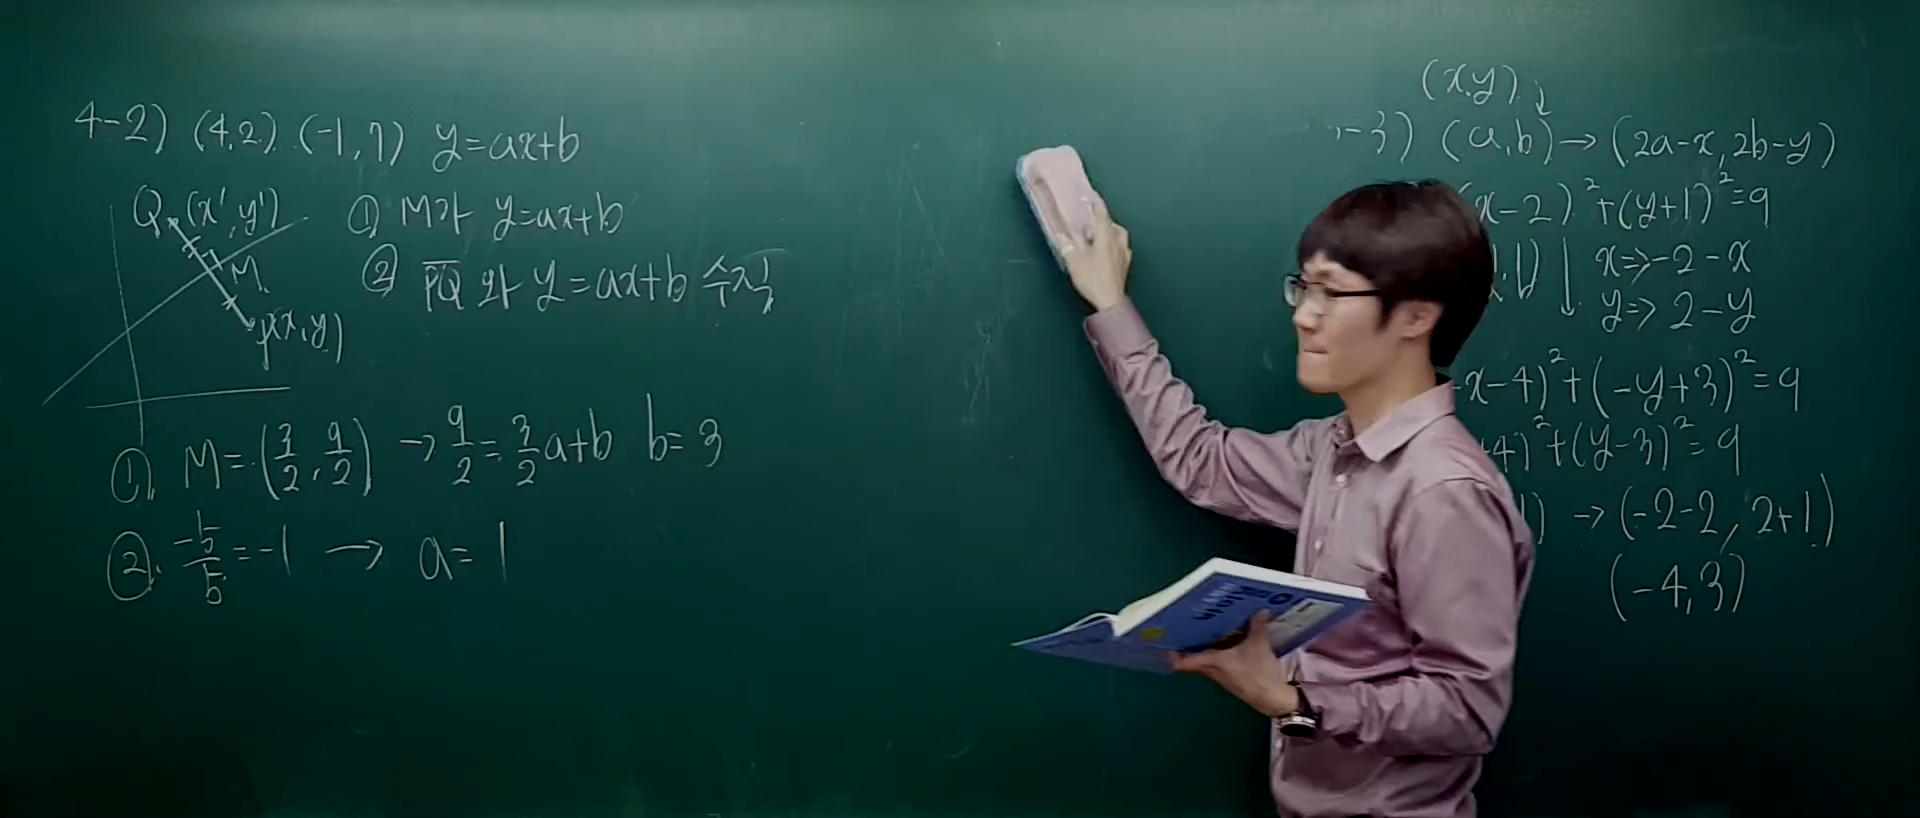 4-2) (4,2) (-1,7) y=ax+b
Q (x',y')
M
P(x,y)
① M가 y=ax+b
② PQ와 y=ax+b 수직
① M=(3/2, 9/2) → 9/2=3/2a+b b=3
② -5/5=-1 → a=1
(x,y)
-3) (a,b)→(2a-x,2b-y)
x-2)²+(y+1)²=9
,1) x⇒-2-x
y⇒2-y
-x-4)²+(-y+3)²=9
+4)²+(y-3)²=9
) →(-2-2, 2+1)
(-4,3)